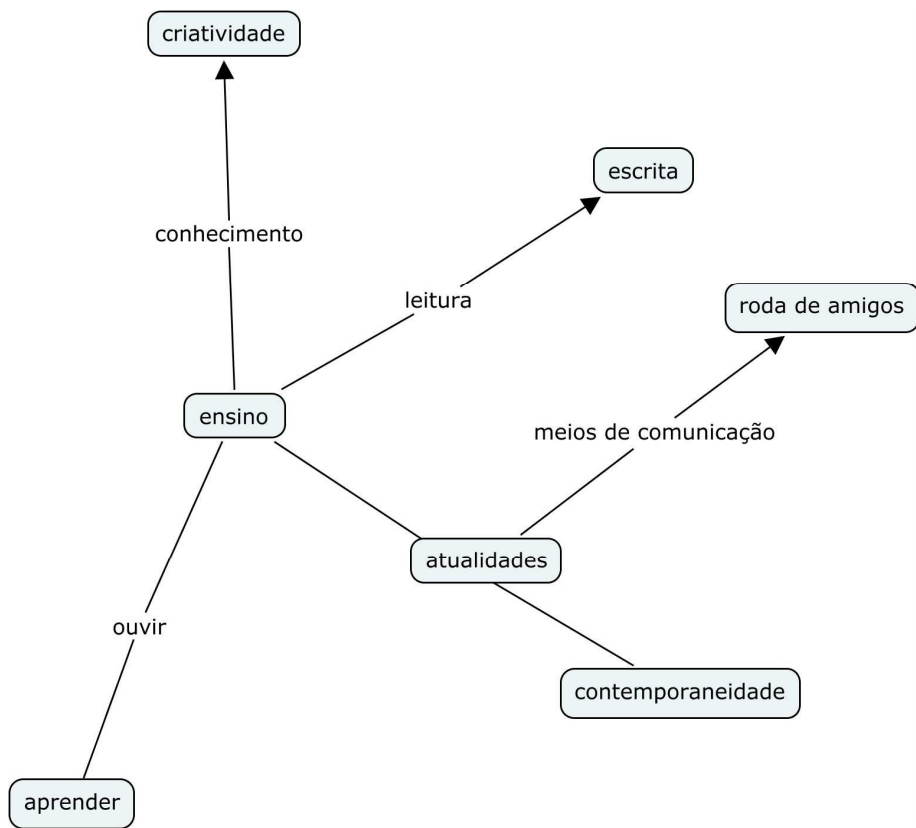 criatividade
escrita
conhecimento
roda de amigos
leitura
ensino
meios de comunicação
atualidades
ouvir
contemporaneidade
aprender